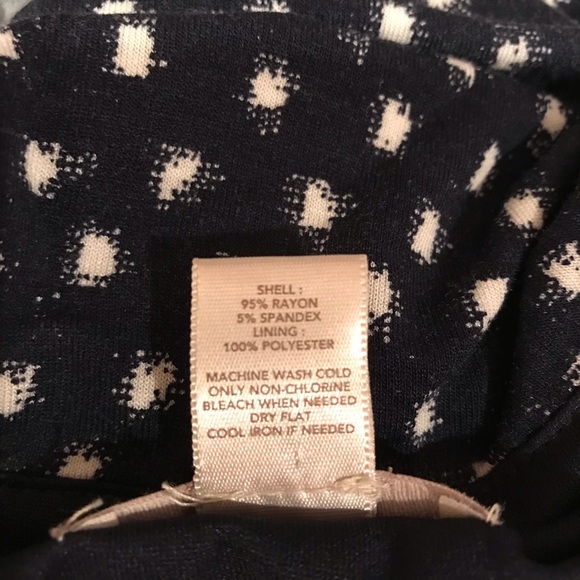 SHELL :
95% RAYON
5% SPANDEX
LINING :
100% POLYESTER
MACHINE WASH COLD
ONLY NON-CHLORINE
BLEACH WHEN NEEDED
DRY FLAT
COOL IRON IF NEEDED